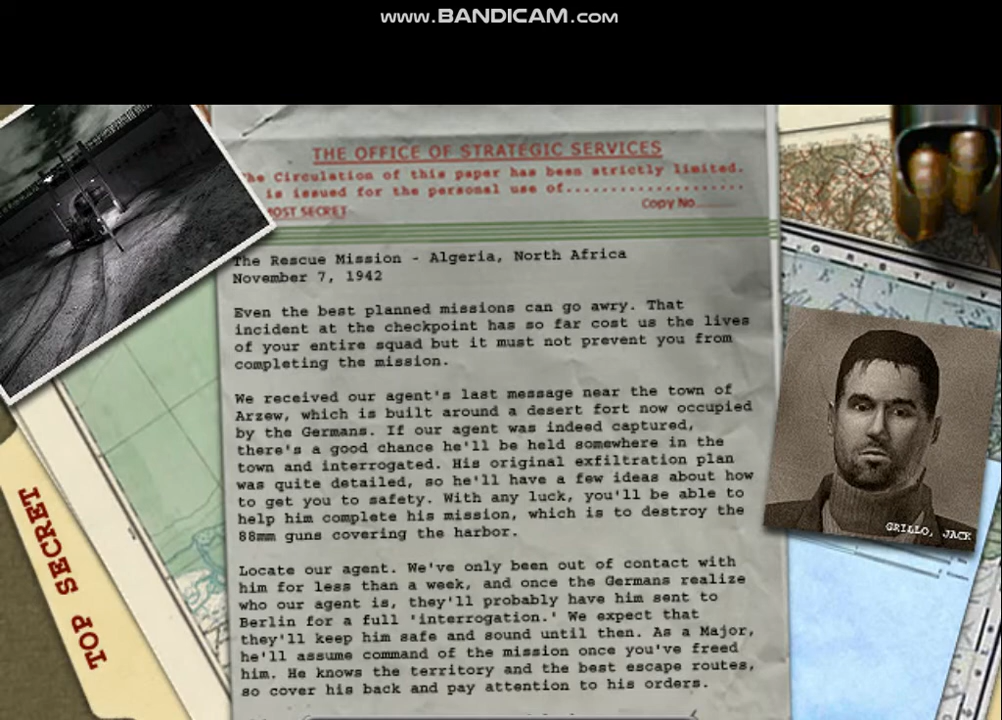 www.BANDICAM.com
THE OFFICE OF STRATEGIC SERVICES
he Circulation of this paper has been strictly limited.
is issued for the personal use of....................
MOST SECRET
Copy No.........
The Rescue Mission - Algeria, North Africa
November 7, 1942
Even the best planned missions can go awry. That
incident at the checkpoint has so far cost us the lives
of your entire squad but it must not prevent you from
completing the mission.
We received our agent's last message near the town of
Arzew, which is built around a desert fort now occupied
by the Germans. If our agent was indeed captured,
there's a good chance he'll be held somewhere in the
town and interrogated. His original exfiltration plan
was quite detailed, so he'll have a few ideas about how
to get you to safety. With any luck, you'll be able to
help him complete his mission, which is to destroy the
88mm guns covering the harbor.
Locate our agent. We've only been out of contact with
him for less than a week, and once the Germans realize
who our agent is, they'll probably have him sent to
Berlin for a full 'interrogation.' We expect that
they'll keep him safe and sound until then. As a Major,
he'll assume command of the mission once you've freed
him. He knows the territory and the best escape routes,
so cover his back and pay attention to his orders.
GRILLO, JACK
TOP SECRET